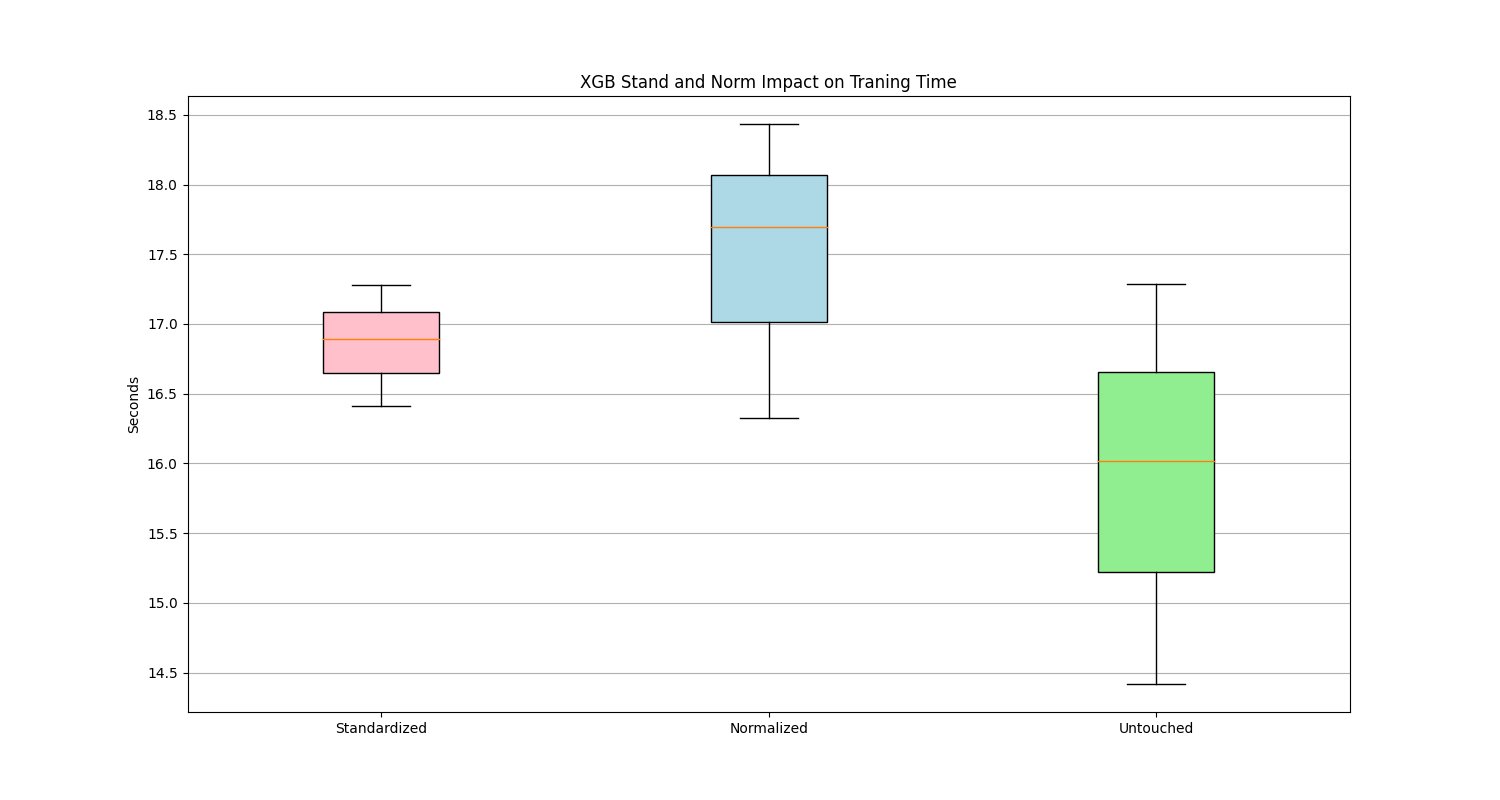 XGB Stand and Norm Impact on Traning Time
18.5
18.0
17.5
17.0
16.5
16.0
15.5
15.0
14.5
Seconds
Standardized
Normalized
Untouched